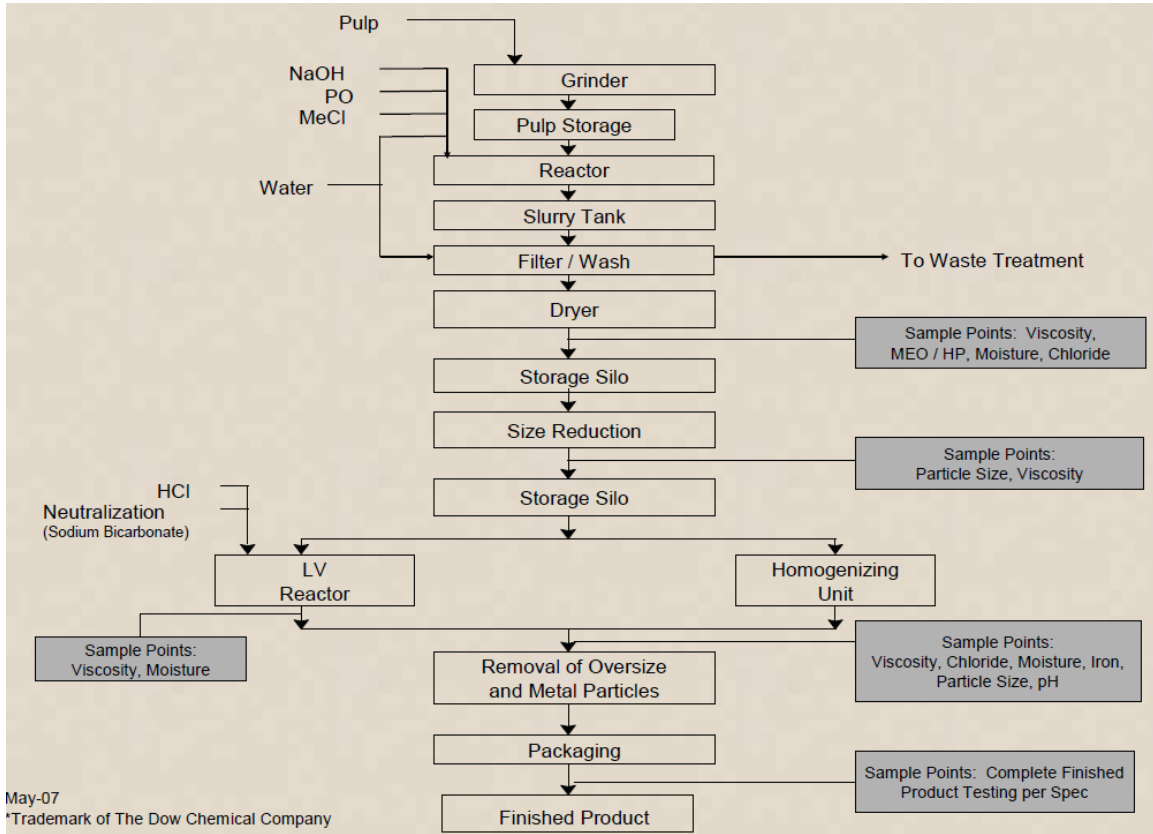 Pulp
NaOH
PO
MeCl
Water
Grinder
Pulp Storage
Reactor
Slurry Tank
Filter / Wash
To Waste Treatment
Dryer
Sample Points: Viscosity,
MEO / HP, Moisture, Chloride
Storage Silo
Size Reduction
Sample Points:
Particle Size, Viscosity
Storage Silo
HCl
Neutralization
(Sodium Bicarbonate)
LV
Reactor
Homogenizing
Unit
Sample Points:
Viscosity, Moisture
Sample Points:
Viscosity, Chloride, Moisture, Iron,
Particle Size, pH
Removal of Oversize
and Metal Particles
Packaging
Sample Points: Complete Finished
Product Testing per Spec
Finished Product
May-07
*Trademark of The Dow Chemical Company